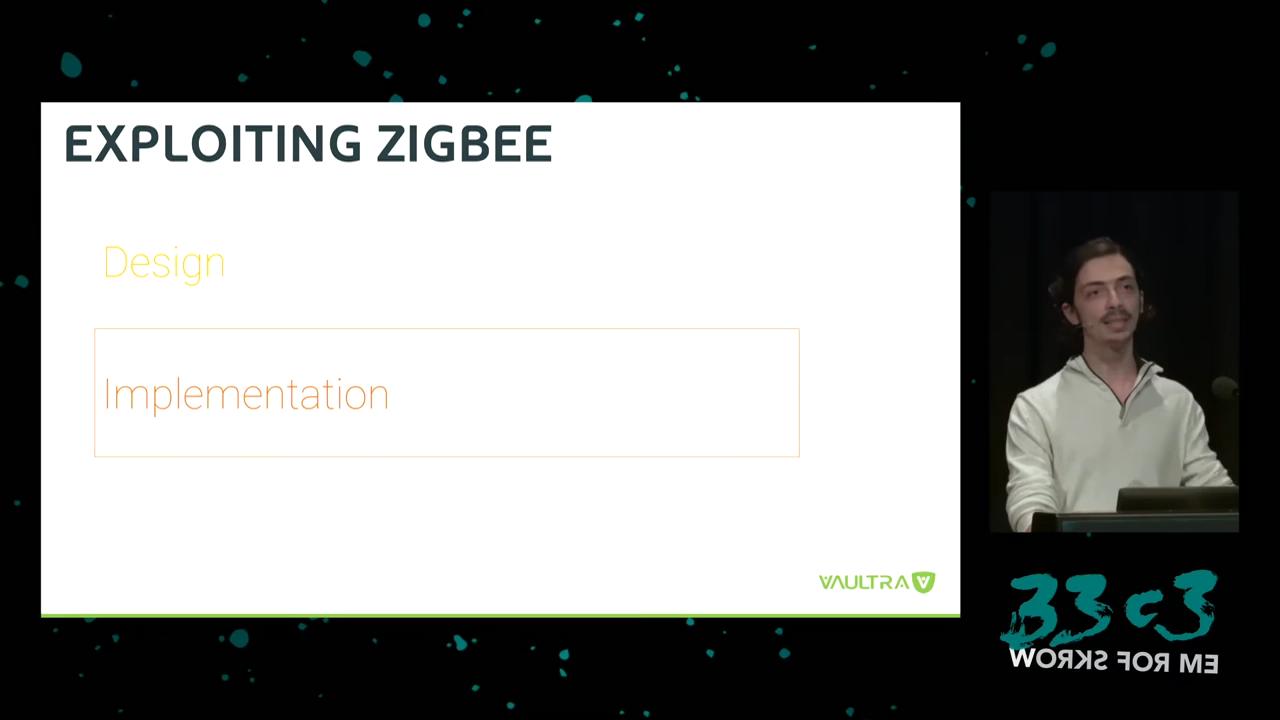 EXPLOITING ZIGBEE
Design
Implementation
VAULTRA
33c3
WORKS FOR ME